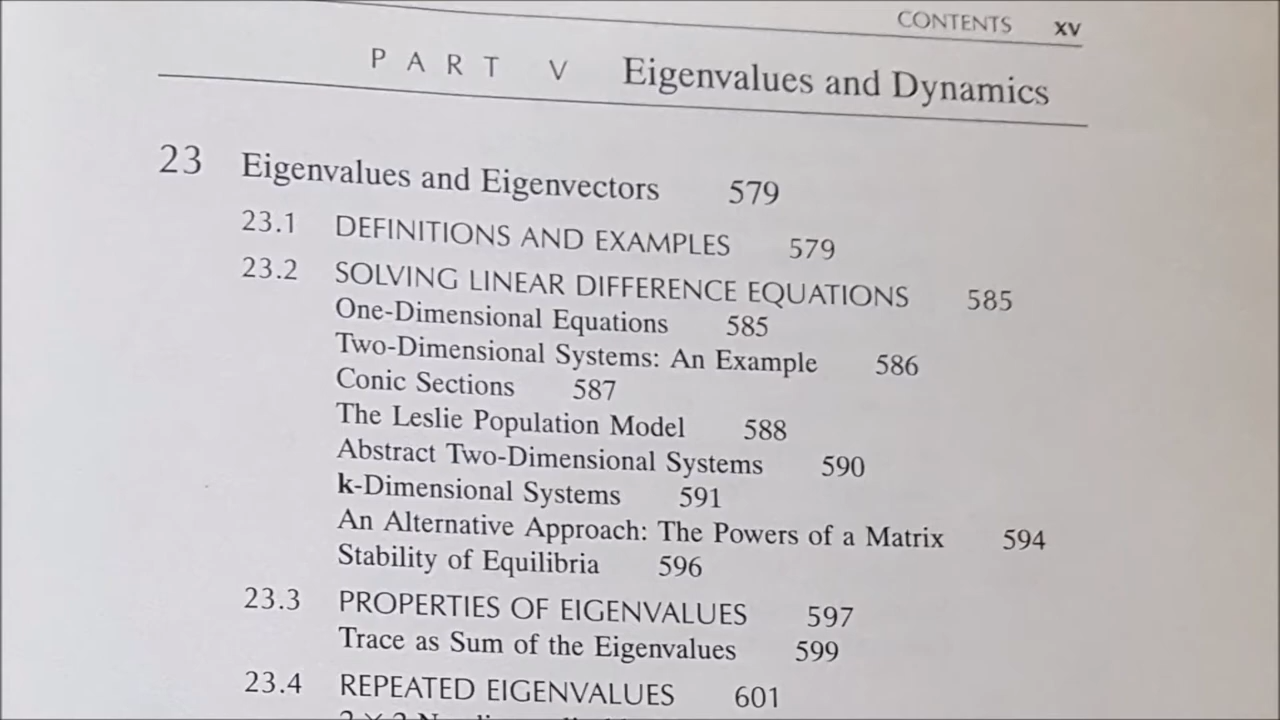 CONTENTS xv
PART V Eigenvalues and Dynamics
23 Eigenvalues and Eigenvectors 579
23.1 DEFINITIONS AND EXAMPLES 579
23.2 SOLVING LINEAR DIFFERENCE EQUATIONS 585
One-Dimensional Equations 585
Two-Dimensional Systems: An Example 586
Conic Sections 587
The Leslie Population Model 588
Abstract Two-Dimensional Systems 590
k-Dimensional Systems 591
An Alternative Approach: The Powers of a Matrix 594
Stability of Equilibria 596
23.3 PROPERTIES OF EIGENVALUES 597
Trace as Sum of the Eigenvalues 599
23.4 REPEATED EIGENVALUES 601